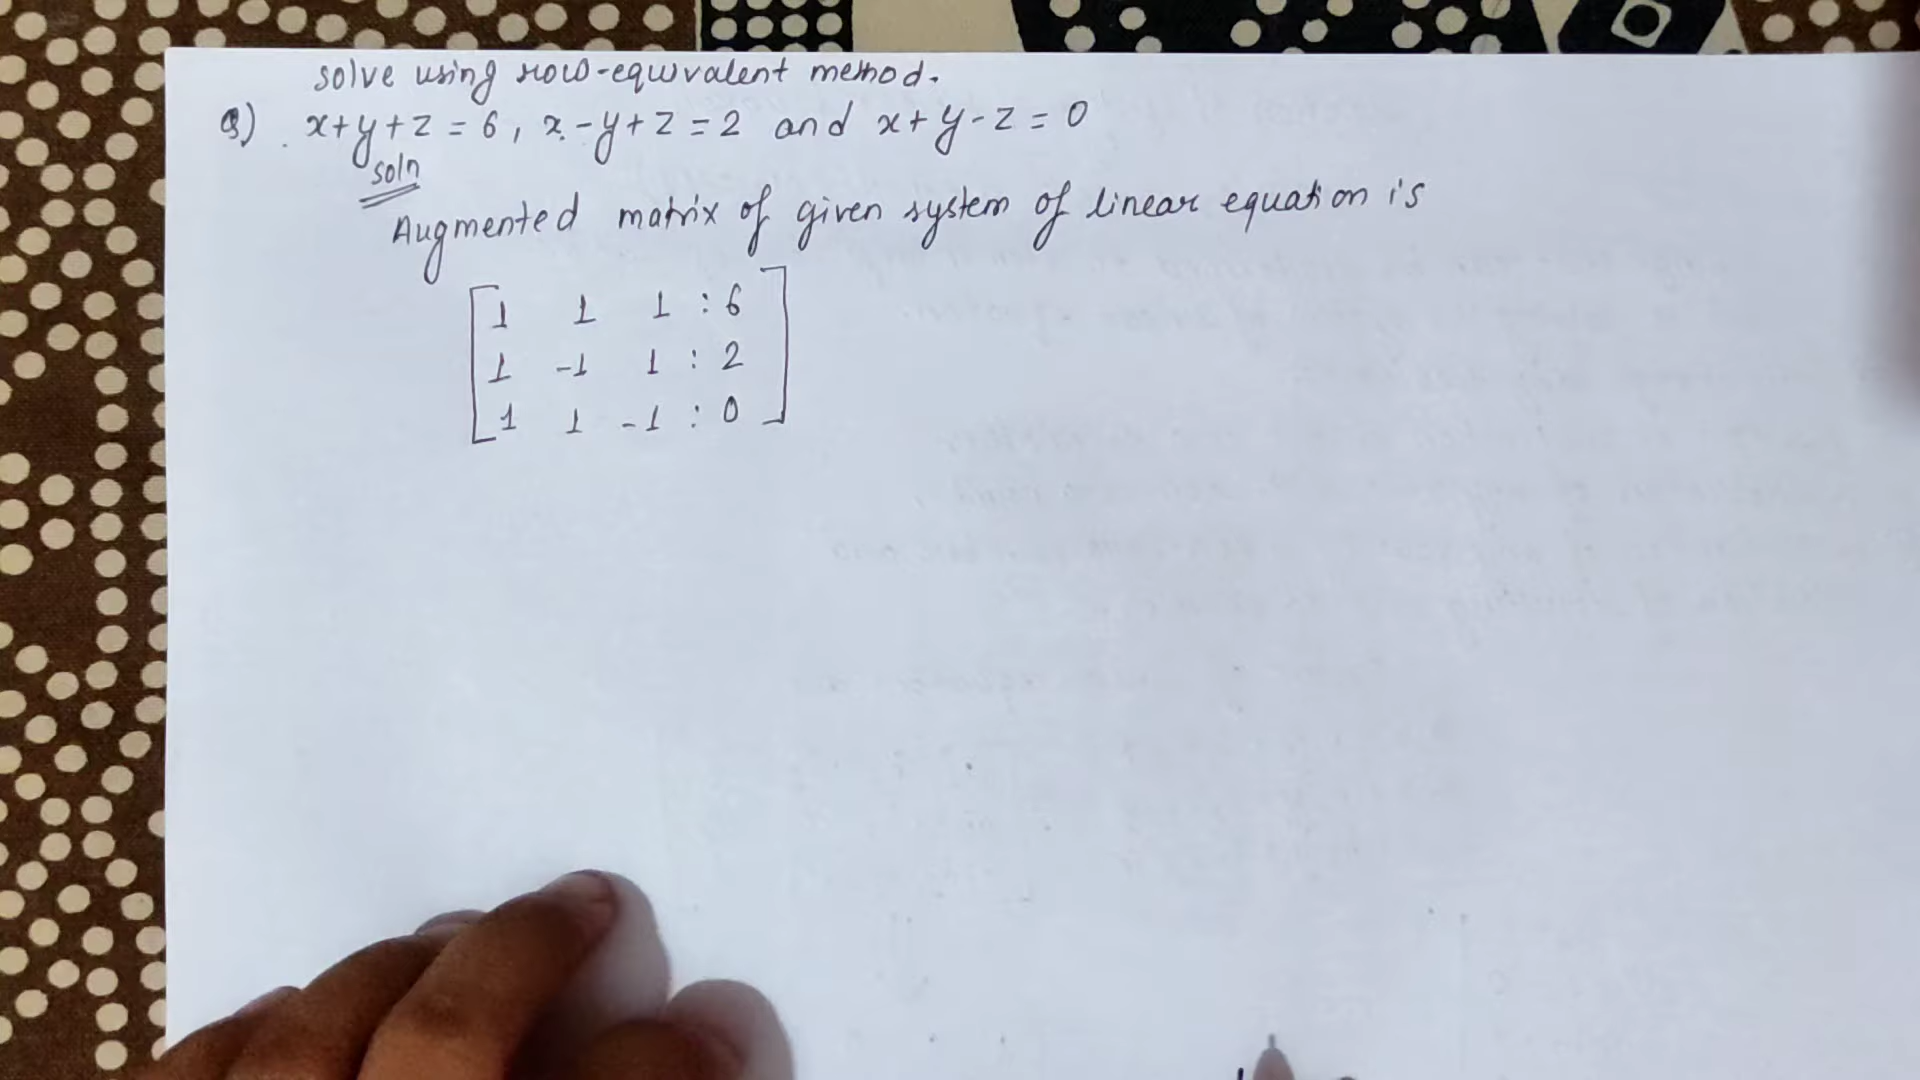 solve using row-equivalent method.
Q) x+y+z = 6, x-y+z = 2 and x+y-z = 0
soln
Augmented matrix of given system of linear equation is
1 1 1 : 6
1 -1 1 : 2
1 1 -1 : 0